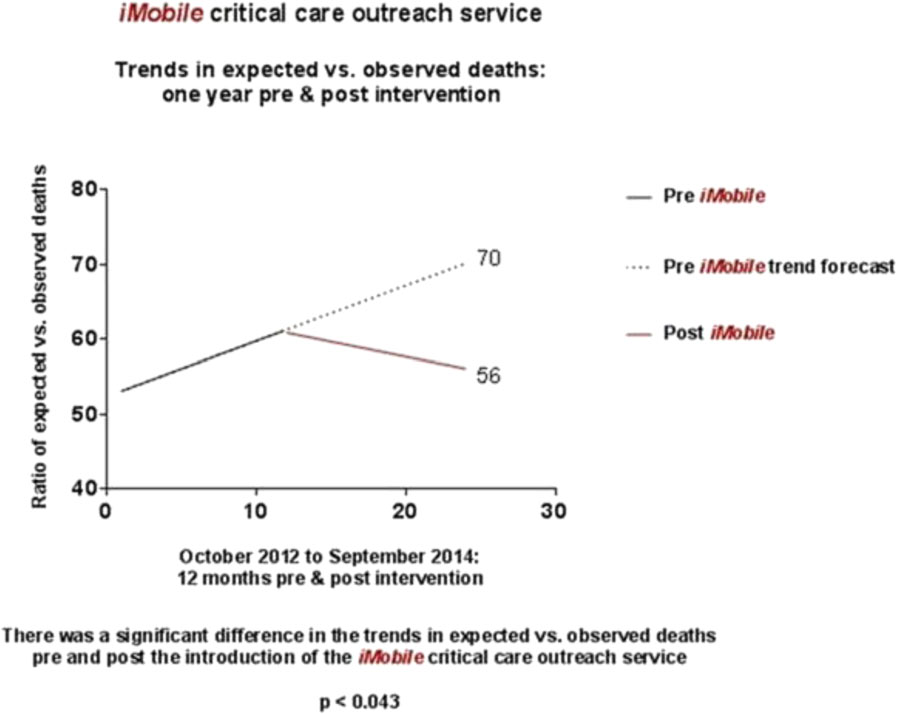 iMobile critical care outreach service
Trends in expected vs. observed deaths:
one year pre & post intervention
Ratio of expected vs. observed deaths
80
70
60
50
40
0
10
20
30
70
56
Pre iMobile
Pre iMobile trend forecast
Post iMobile
October 2012 to September 2014:
12 months pre & post intervention
There was a significant difference in the trends in expected vs. observed deaths
pre and post the introduction of the iMobile critical care outreach service
p < 0.043